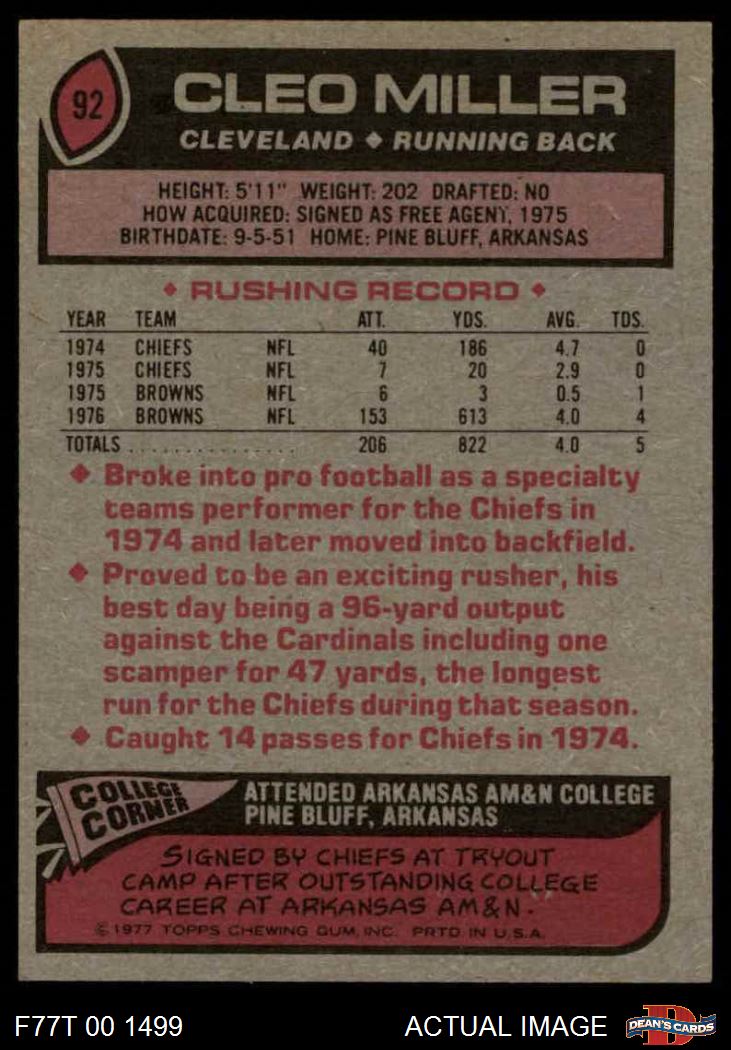 92
CLEO MILLER
CLEVELAND ◆ RUNNING BACK
HEIGHT: 5'11" WEIGHT: 202 DRAFTED: NO
HOW ACQUIRED: SIGNED AS FREE AGENT, 1975
BIRTHDATE: 9-5-51 HOME: PINE BLUFF, ARKANSAS
◆ RUSHING RECORD ◆
YEAR TEAM ATT. YDS. AVG. TDS.
1974 CHIEFS NFL 40 186 4.7 0
1975 CHIEFS NFL 7 20 2.9 0
1975 BROWNS NFL 6 3 0.5 1
1976 BROWNS NFL 153 613 4.0 4
TOTALS . . . . . . . . . . . . . . . 206 822 4.0 5
◆ Broke into pro football as a specialty
teams performer for the Chiefs in
1974 and later moved into backfield.
◆ Proved to be an exciting rusher, his
best day being a 96-yard output
against the Cardinals including one
scamper for 47 yards, the longest
run for the Chiefs during that season.
◆ Caught 14 passes for Chiefs in 1974.
COLLEGE
CORNER
ATTENDED ARKANSAS AM&N COLLEGE
PINE BLUFF, ARKANSAS
SIGNED BY CHIEFS AT TRYOUT
CAMP AFTER OUTSTANDING COLLEGE
CAREER AT ARKANSAS AM&N.
© 1977 TOPPS CHEWING GUM, INC. PRTD IN U.S.A.
F77T 00 1499 ACTUAL IMAGE
D
DEAN'S CARDS